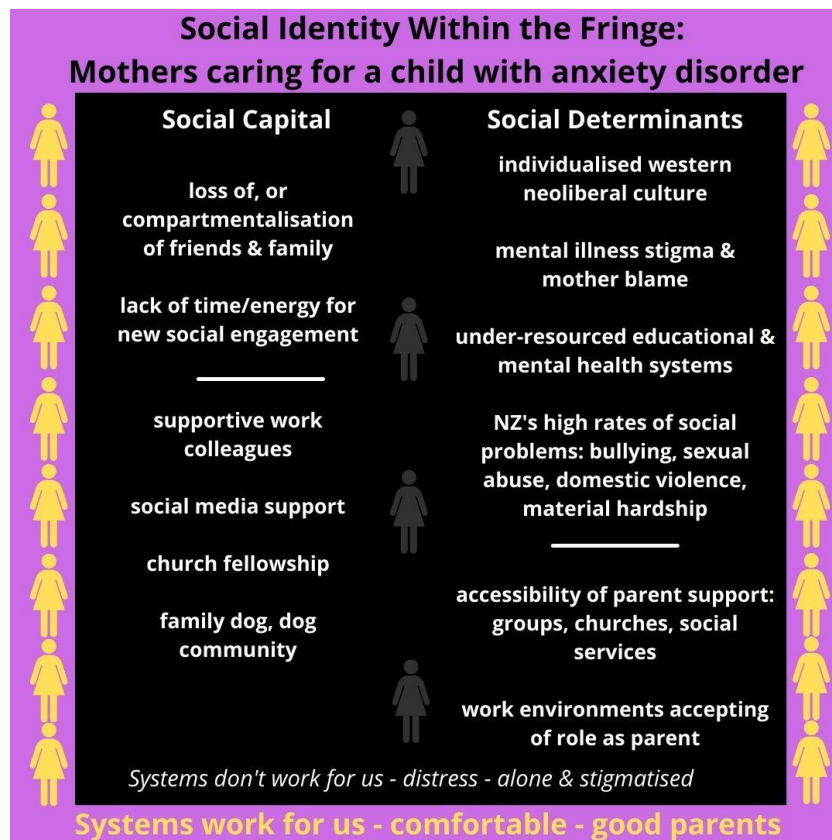 Social Identity Within the Fringe:
Mothers caring for a child with anxiety disorder
Social Capital
loss of, or
compartmentalisation
of friends & family
lack of time/energy for
new social engagement
supportive work
colleagues
social media support
church fellowship
family dog, dog
community
Social Determinants
individualised western
neoliberal culture
mental illness stigma &
mother blame
under-resourced educational &
mental health systems
NZ's high rates of social
problems: bullying, sexual
abuse, domestic violence,
material hardship
accessibility of parent support:
groups, churches, social
services
work environments accepting
of role as parent
Systems don't work for us - distress - alone & stigmatised
Systems work for us - comfortable - good parents